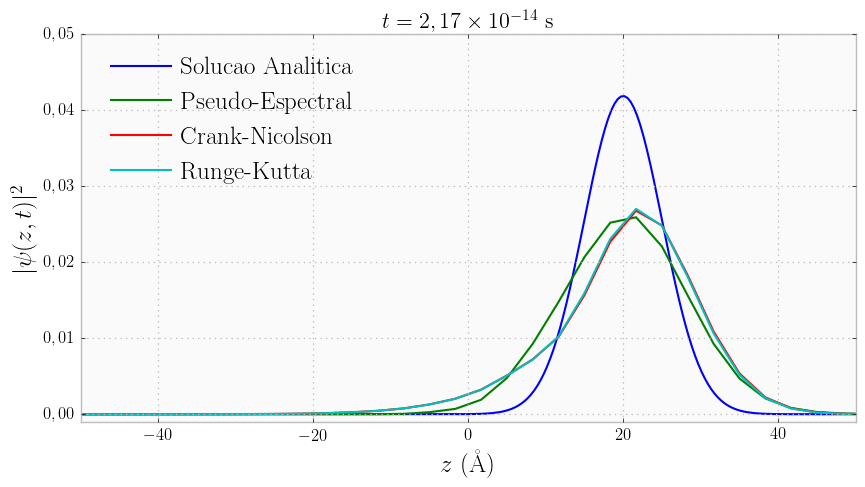 t = 2, 17 × 10⁻¹⁴ s
0, 05
0, 04
0, 03
0, 02
0, 01
0, 00
|ψ(z, t)|²
Solucao Analitica
Pseudo-Espectral
Crank-Nicolson
Runge-Kutta
−40 −20 0 20 40
z (Å)